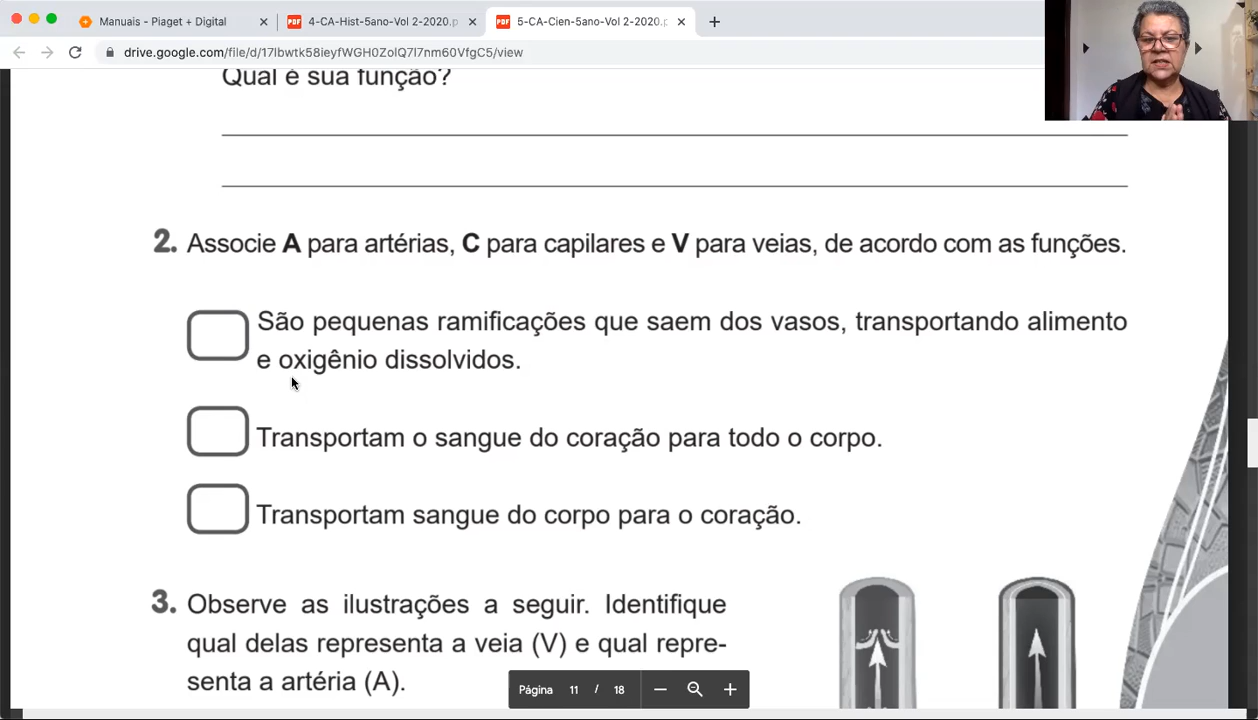 Manuais - Piaget + Digital
4-CA-Hist-5ano-Vol 2-2020.p
5-CA-Cien-5ano-Vol 2-2020.p
drive.google.com/file/d/17lbwtk58ieyfWGH0ZolQ7l7nm60VfgC5/view
Qual é sua função?
2. Associe A para artérias, C para capilares e V para veias, de acordo com as funções.
São pequenas ramificações que saem dos vasos, transportando alimento
e oxigênio dissolvidos.
Transportam o sangue do coração para todo o corpo.
Transportam sangue do corpo para o coração.
3. Observe as ilustrações a seguir. Identifique
qual delas representa a veia (V) e qual repre-
senta a artéria (A).
Página 11 / 18